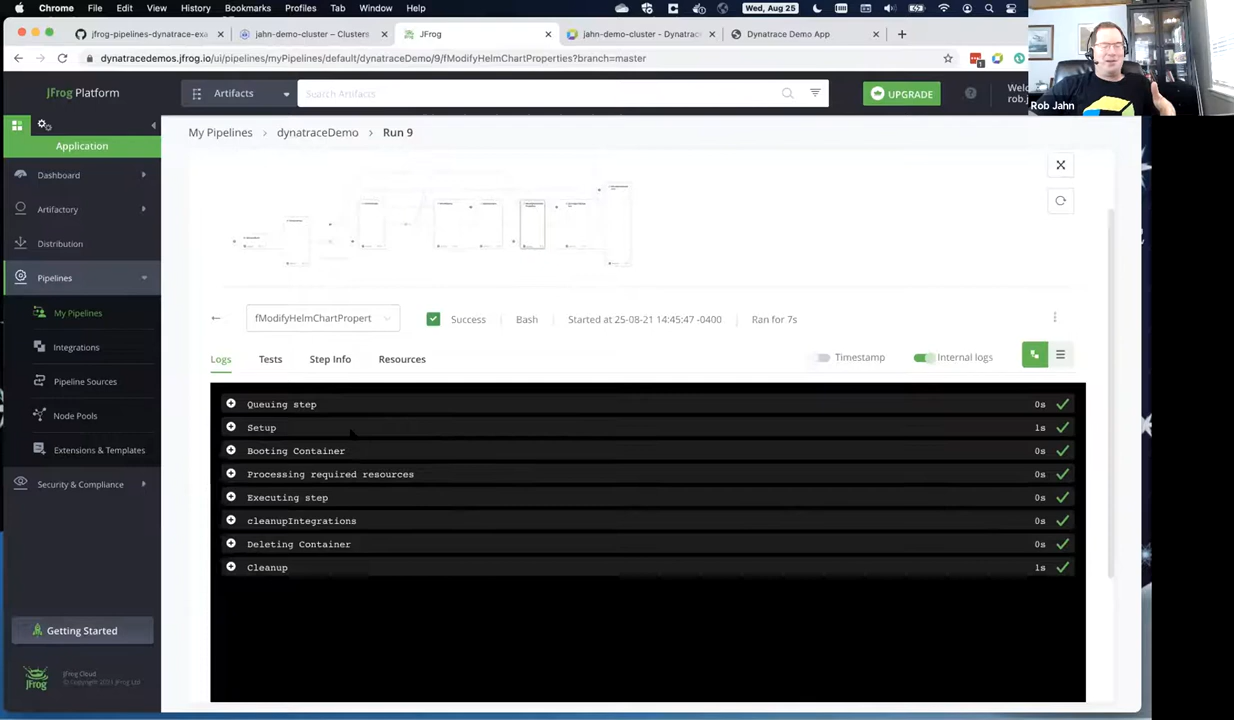 Chrome File Edit View History Bookmarks Profiles Tab Window Help Wed, Aug 25
jfrog-pipelines-dynatrace-exa
jahn-demo-cluster – Clusters
JFrog
jahn-demo-cluster - Dynatrac
Dynatrace Demo App
dynatracedemos.jfrog.io/ui/pipelines/myPipelines/default/dynatraceDemo/9/fModifyHelmChartProperties?branch=master
Rob Jahn
JFrog Platform
Artifacts
Search Artifacts
UPGRADE
Welc
rob.j
Application
Dashboard
Artifactory
Distribution
Pipelines
My Pipelines
Integrations
Pipeline Sources
Node Pools
Extensions & Templates
Security & Compliance
Getting Started
JFrog Cloud
My Pipelines > dynatraceDemo > Run 9
fModifyHelmChartPropert
Success Bash Started at 25-08-21 14:45:47 -0400 Ran for 7s
Logs Tests Step Info Resources Timestamp Internal logs
Queuing step 0s
Setup 1s
Booting Container 0s
Processing required resources 0s
Executing step 0s
cleanupIntegrations 0s
Deleting Container 0s
Cleanup 1s